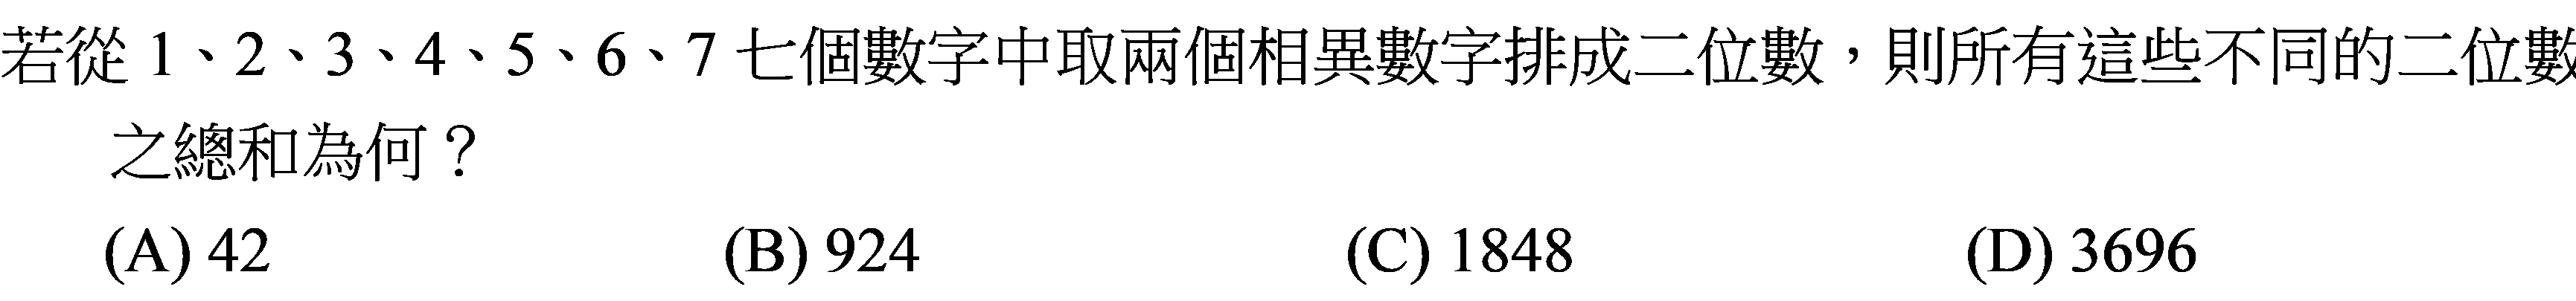 若從 1、2、3、4、5、6、7 七個數字中取兩個相異數字排成二位數，則所有這些不同的二位數
之總和為何？
(A) 42 (B) 924 (C) 1848 (D) 3696